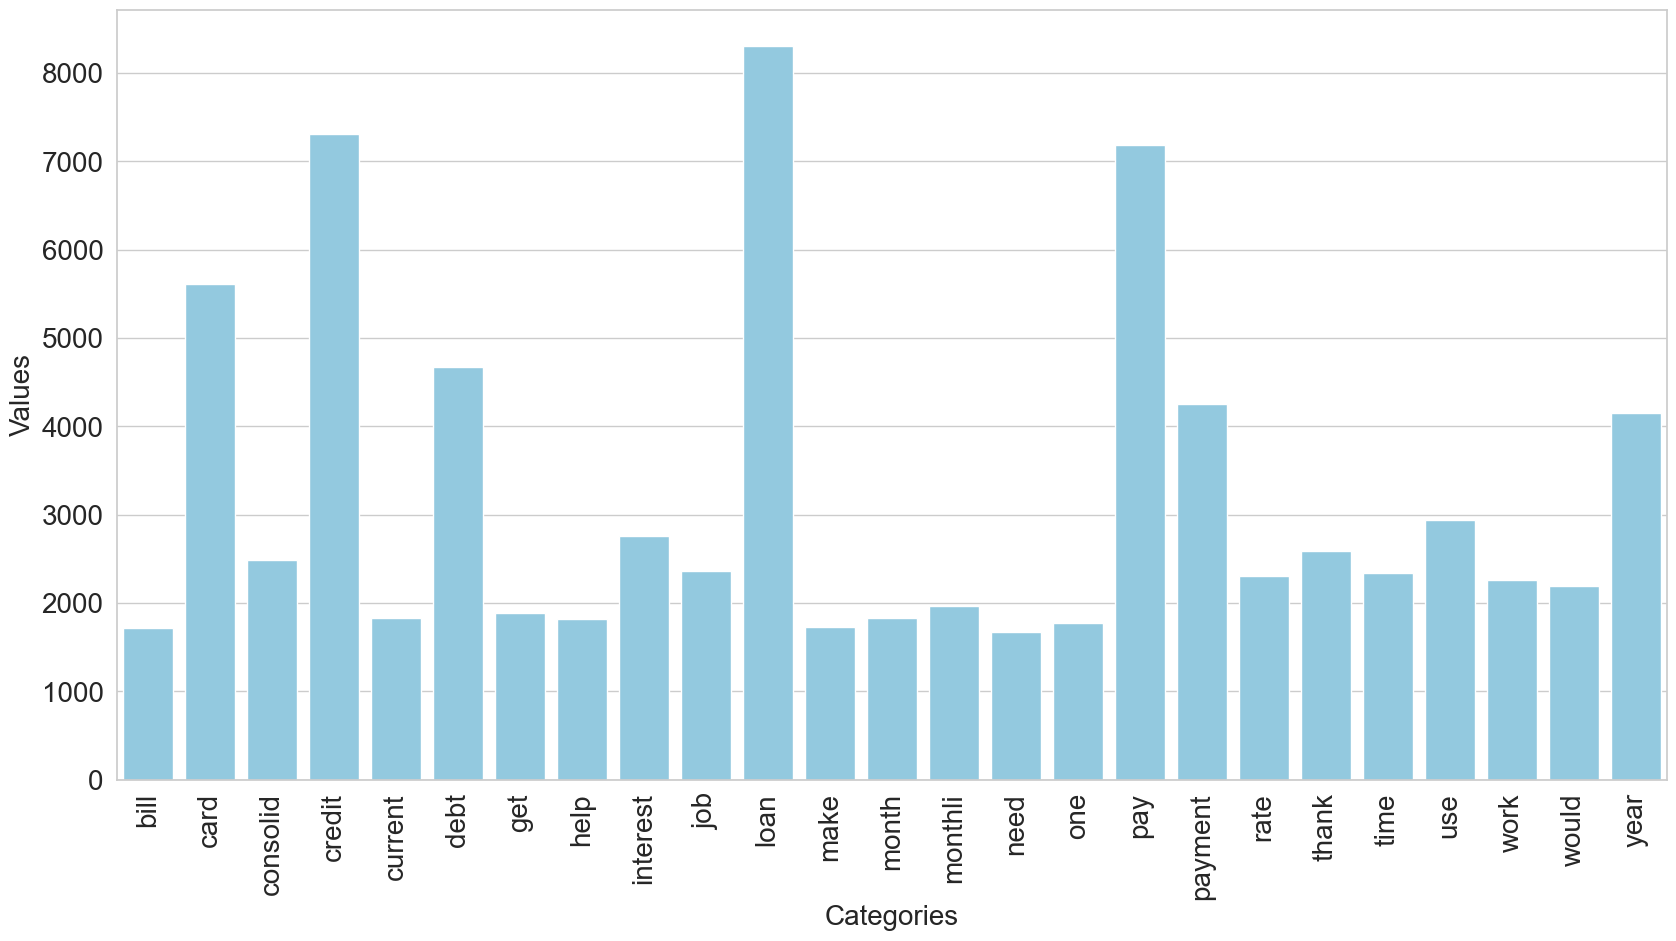 8000
7000
6000
5000
4000
3000
2000
1000
0
Values
bill
card
consolid
credit
current
debt
get
help
interest
job
loan
make
month
monthli
need
one
pay
payment
rate
thank
time
use
work
would
year
Categories